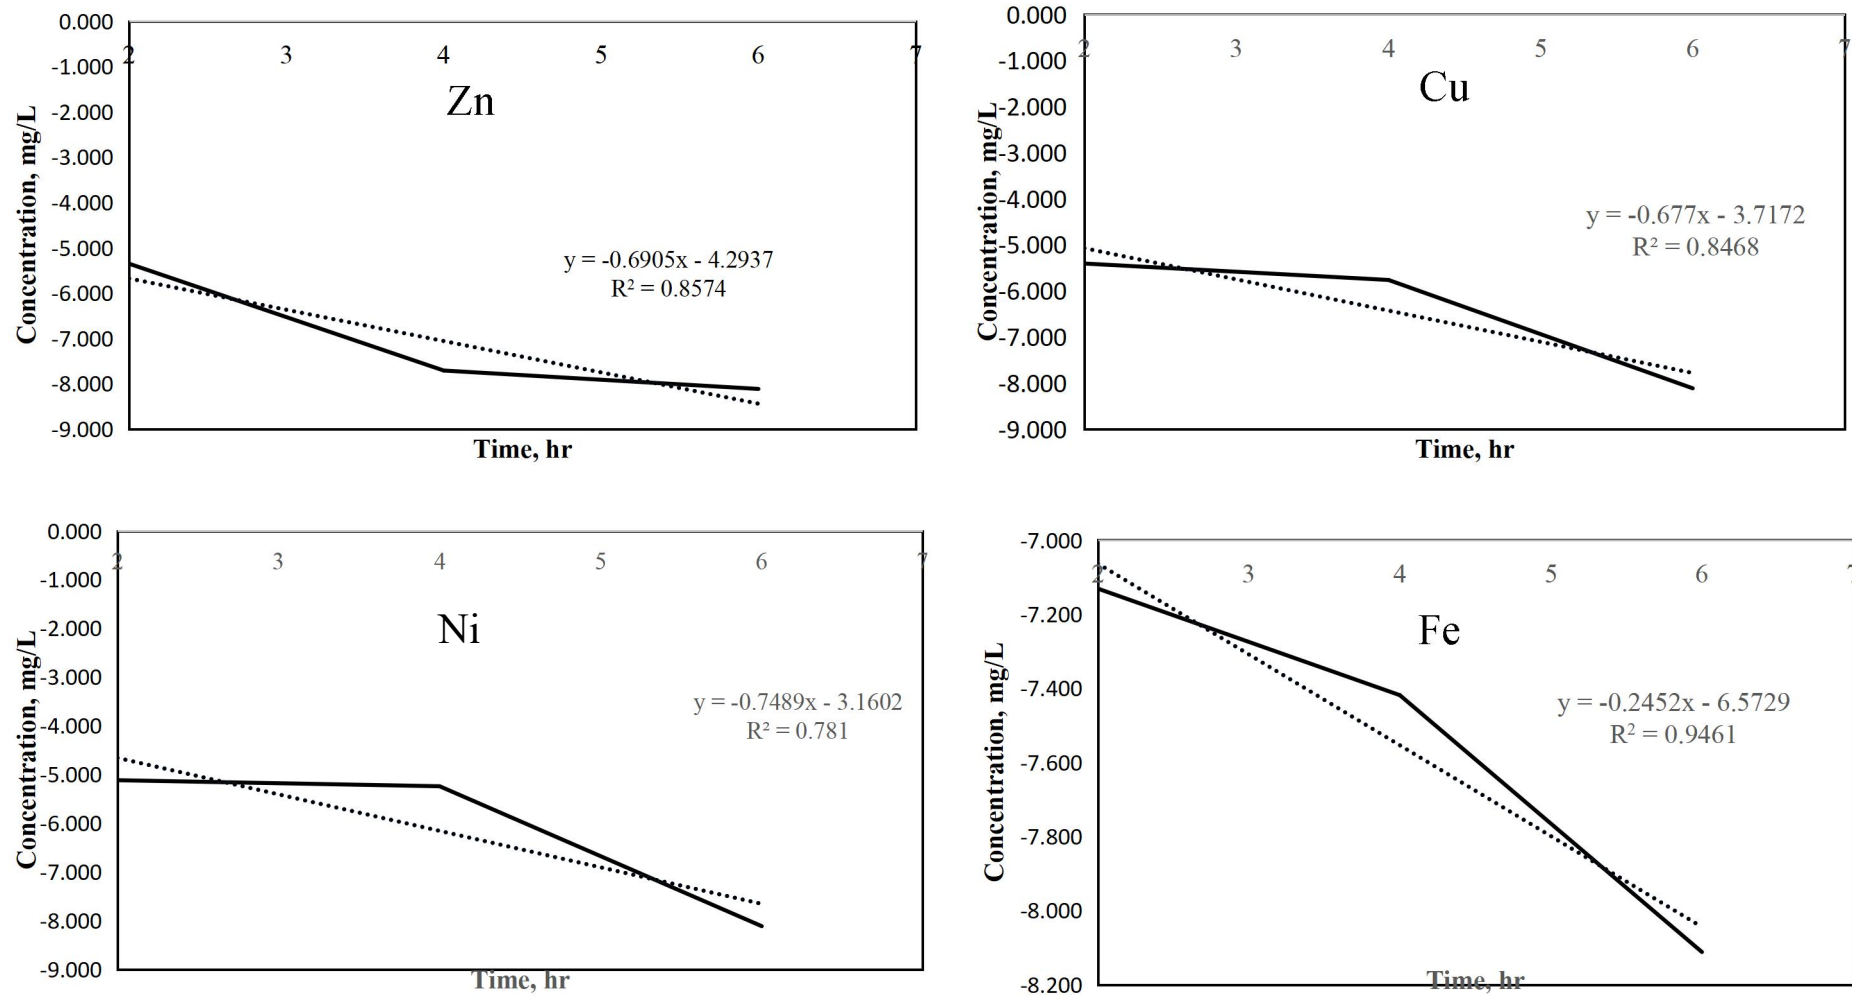 Zn
Concentration, mg/L
0.000
-1.000
-2.000
-3.000
-4.000
-5.000
-6.000
-7.000
-8.000
-9.000
2 3 4 5 6 7
y = -0.6905x - 4.2937
R² = 0.8574
Time, hr
Cu
Concentration, mg/L
0.000
-1.000
-2.000
-3.000
-4.000
-5.000
-6.000
-7.000
-8.000
-9.000
2 3 4 5 6 7
y = -0.677x - 3.7172
R² = 0.8468
Time, hr
Ni
Concentration, mg/L
0.000
-1.000
-2.000
-3.000
-4.000
-5.000
-6.000
-7.000
-8.000
-9.000
2 3 4 5 6 7
y = -0.7489x - 3.1602
R² = 0.781
Time, hr
Fe
Concentration, mg/L
-7.000
-7.200
-7.400
-7.600
-7.800
-8.000
-8.200
2 3 4 5 6
y = -0.2452x - 6.5729
R² = 0.9461
Time, hr